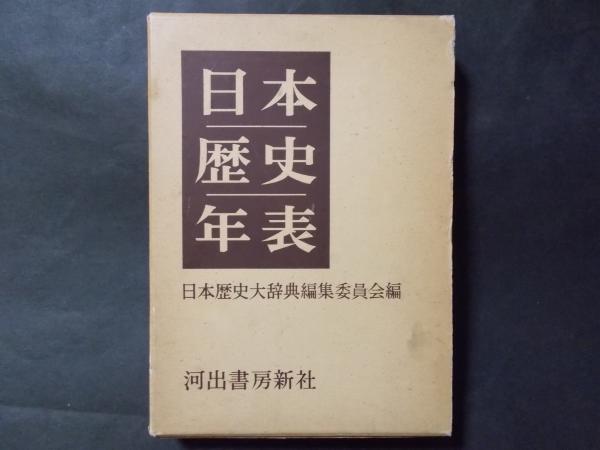 日本
歴史
年表
日本歴史大辞典編集委員会編
河出書房新社